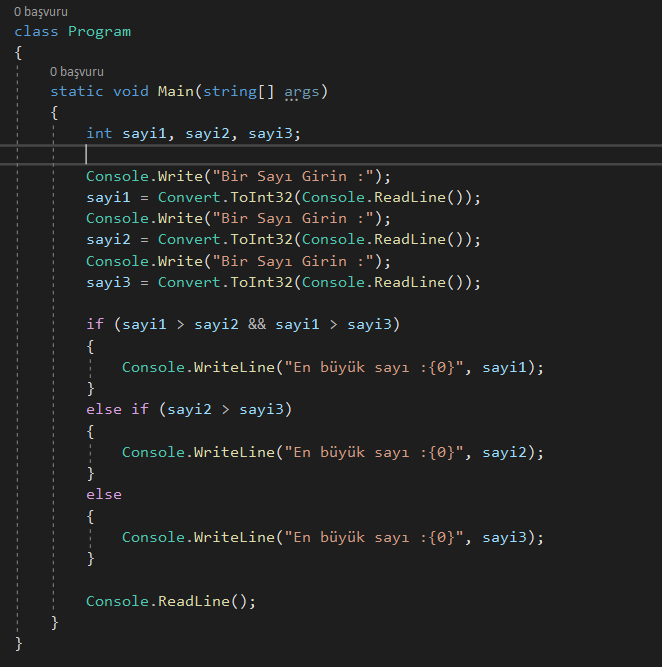 0 başvuru
class Program
{
0 başvuru
static void Main(string[] args)
{
int sayi1, sayi2, sayi3;
Console.Write("Bir Sayı Girin :");
sayi1 = Convert.ToInt32(Console.ReadLine());
Console.Write("Bir Sayı Girin :");
sayi2 = Convert.ToInt32(Console.ReadLine());
Console.Write("Bir Sayı Girin :");
sayi3 = Convert.ToInt32(Console.ReadLine());
if (sayi1 > sayi2 && sayi1 > sayi3)
{
Console.WriteLine("En büyük sayı :{0}", sayi1);
}
else if (sayi2 > sayi3)
{
Console.WriteLine("En büyük sayı :{0}", sayi2);
}
else
{
Console.WriteLine("En büyük sayı :{0}", sayi3);
}
Console.ReadLine();
}
}